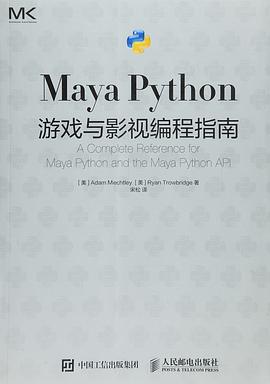 MK
Maya Python
游戏与影视编程指南
A Complete Reference for
Maya Python and the Maya Python API
[美] Adam Mechtley [美] Ryan Trowbridge 著
宋松 译
中国工信出版集团 人民邮电出版社
POSTS & TELECOM PRESS